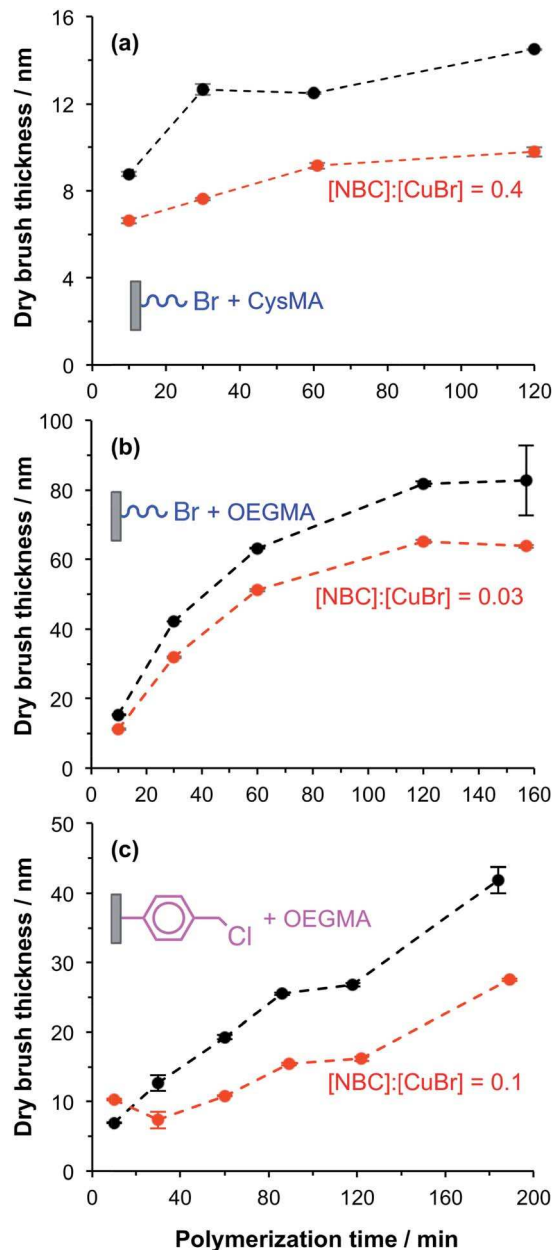 (a)
Dry brush thickness / nm
16
12
8
4
0
[NBC]:[CuBr] = 0.4
Br + CysMA
0 20 40 60 80 100 120
(b)
Dry brush thickness / nm
100
80
60
40
20
0
Br + OEGMA
[NBC]:[CuBr] = 0.03
0 20 40 60 80 100 120 140 160
(c)
Dry brush thickness / nm
50
40
30
20
10
0
Cl + OEGMA
[NBC]:[CuBr] = 0.1
0 40 80 120 160 200
Polymerization time / min